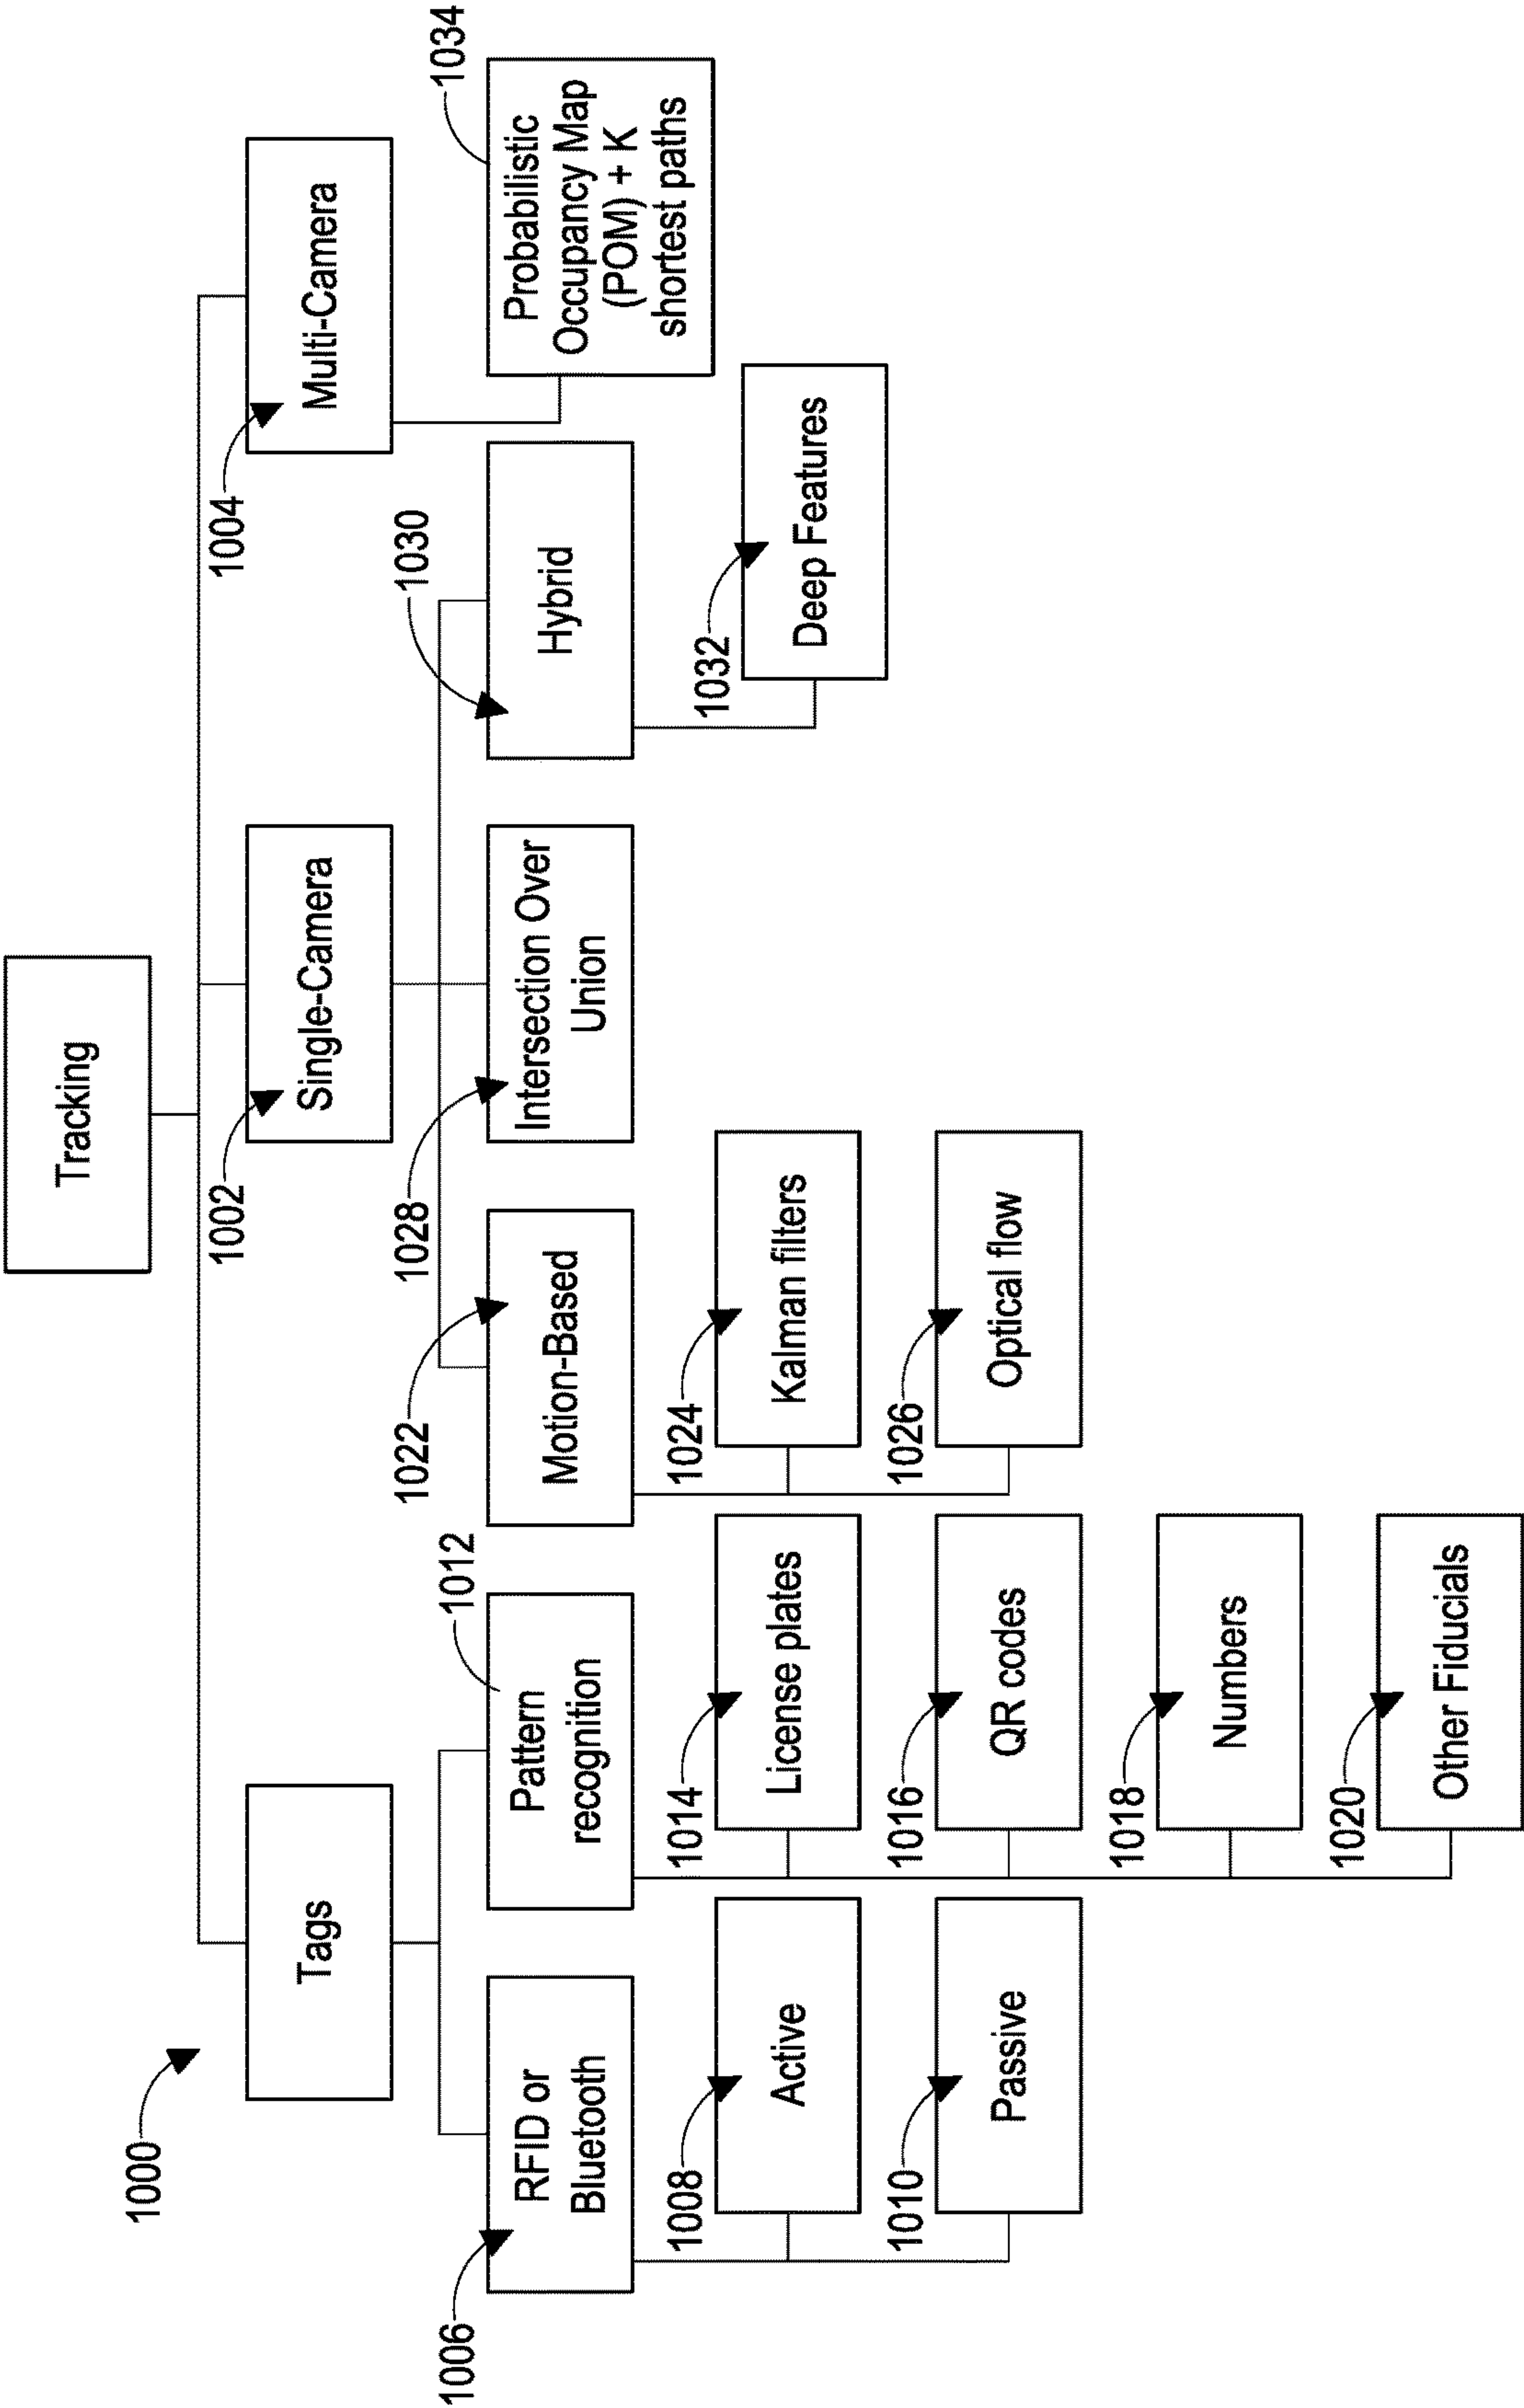 Tracking
1000
Tags
1002
Single-Camera
1004
Multi-Camera
1006
RFID or
Bluetooth
1012
Pattern
recognition
1022
Motion-Based
1028
Intersection Over
Union
1030
Hybrid
1034
Probabilistic
Occupancy Map
(POM) + K
shortest paths
1008
Active
1014
License plates
1024
Kalman filters
1032
Deep Features
1010
Passive
1016
QR codes
1026
Optical flow
1018
Numbers
1020
Other Fiducials